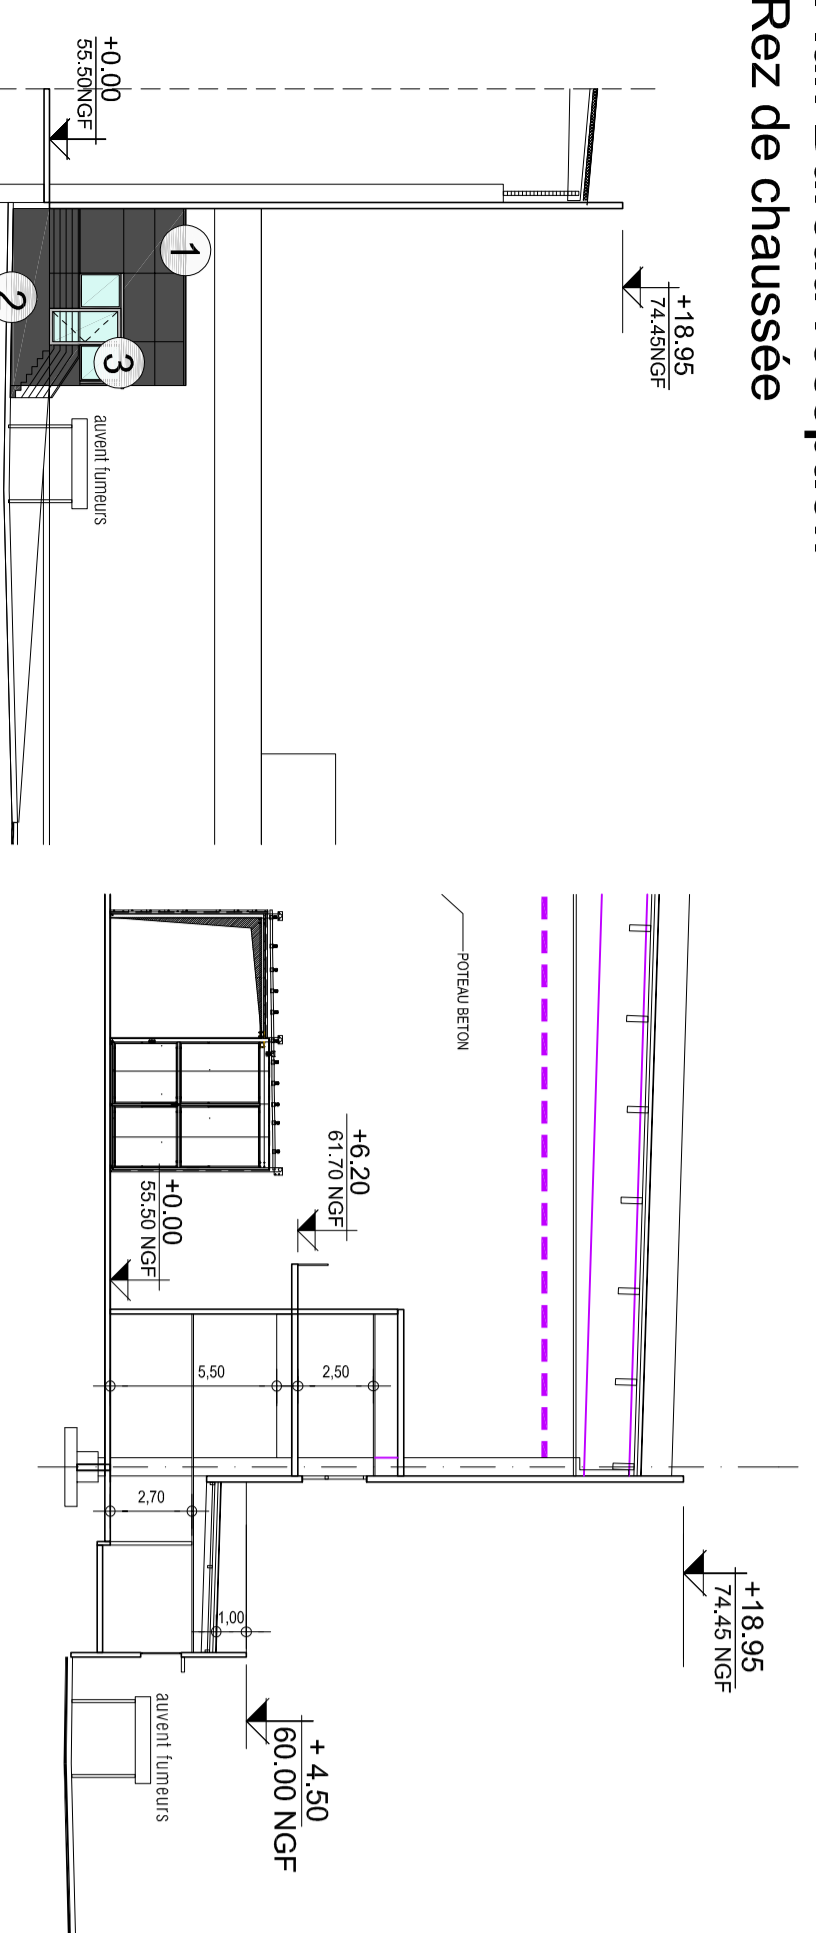 Rez de chaussée
+0.00
55.50NGF
+18.95
74.45NGF
1
2
3
auvent fumeurs
POTEAU BETON
+6.20
61.70 NGF
+0.00
55.50 NGF
5,50
2,50
2,70
1,00
+18.95
74.45 NGF
+ 4.50
60.00 NGF
auvent fumeurs